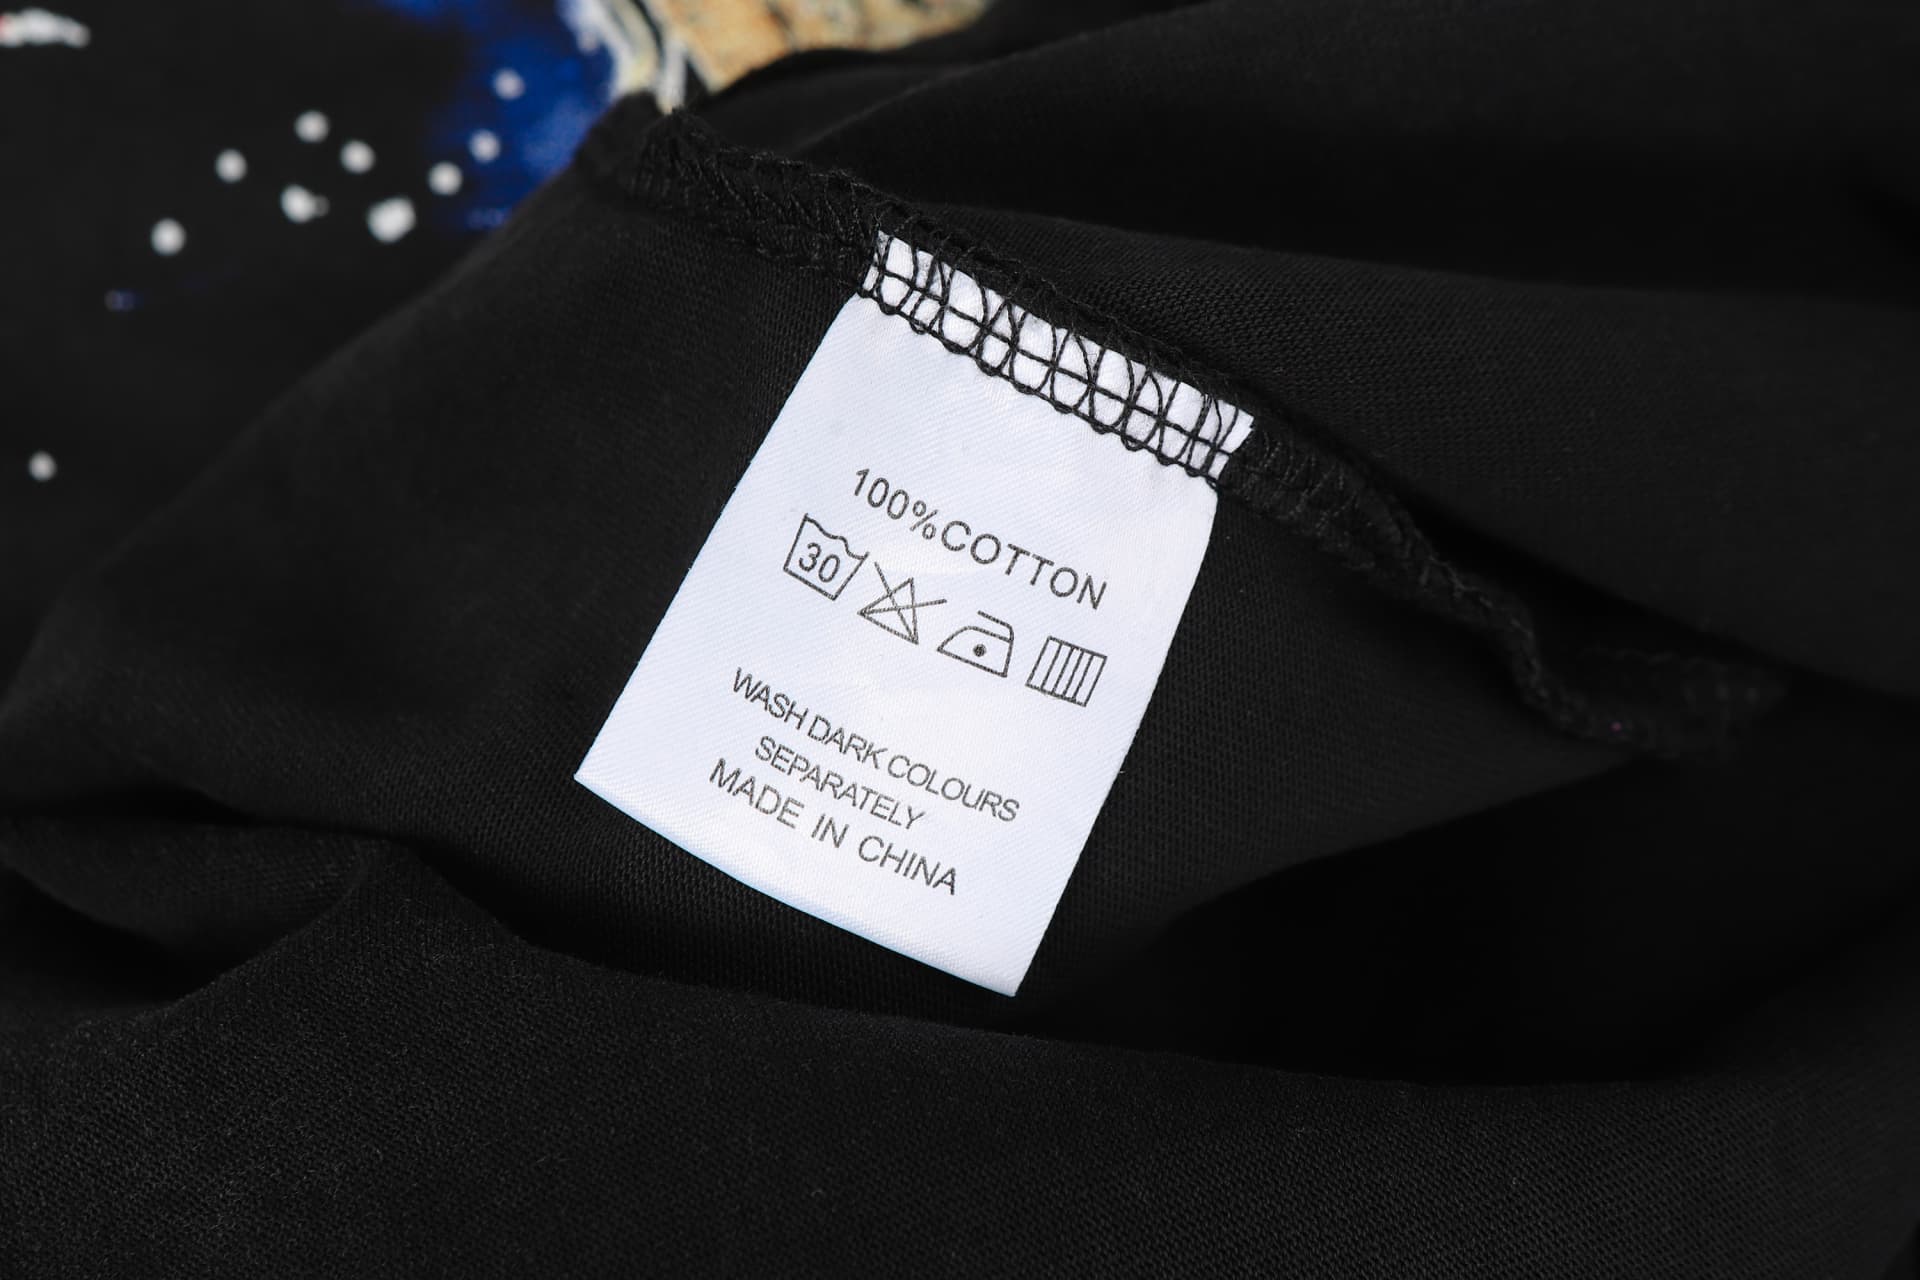 100%COTTON
30
WASH DARK COLOURS
SEPARATELY
MADE IN CHINA